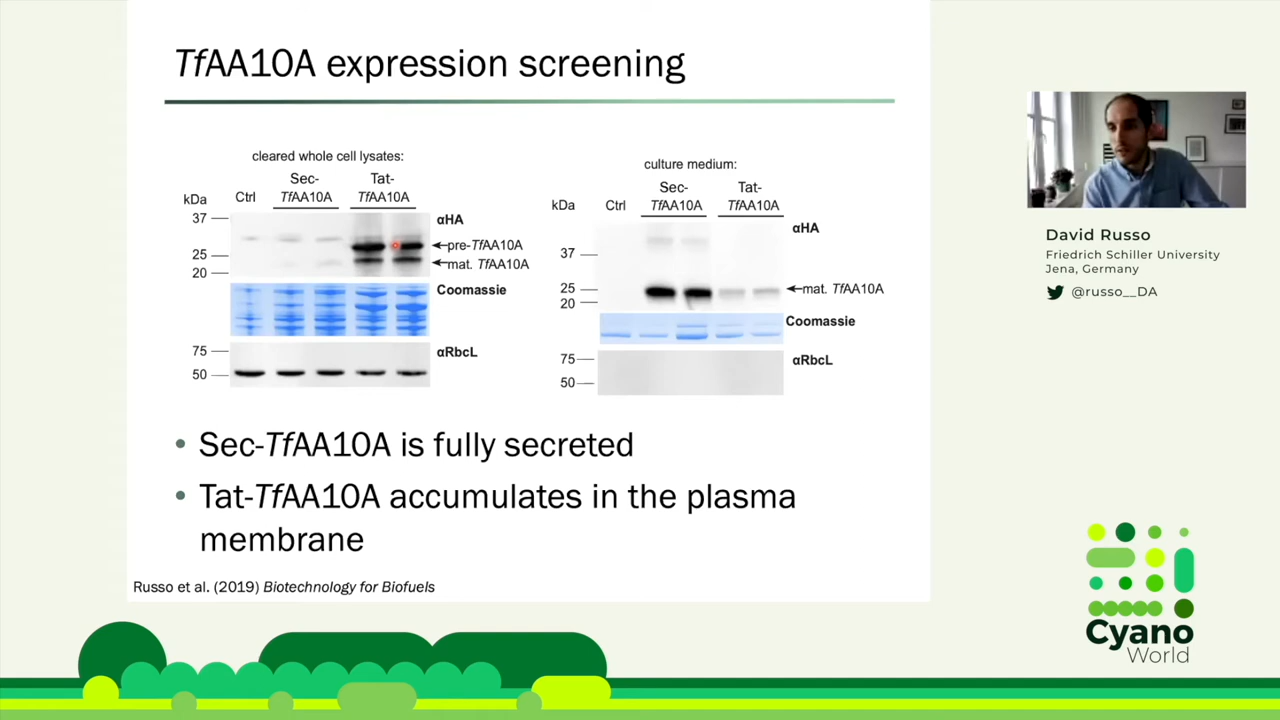 TfAA10A expression screening
cleared whole cell lysates:
Sec-
TfAA10A
Tat-
TfAA10A
kDa
Ctrl
37
25
20
αHA
pre-TfAA10A
mat. TfAA10A
Coomassie
75
50
αRbcL
culture medium:
Sec-
TfAA10A
Tat-
TfAA10A
kDa
Ctrl
37
25
20
αHA
mat. TfAA10A
Coomassie
75
50
αRbcL
• Sec-TfAA10A is fully secreted
• Tat-TfAA10A accumulates in the plasma
membrane
Russo et al. (2019) Biotechnology for Biofuels
David Russo
Friedrich Schiller University
Jena, Germany
@russo__DA
Cyano
World